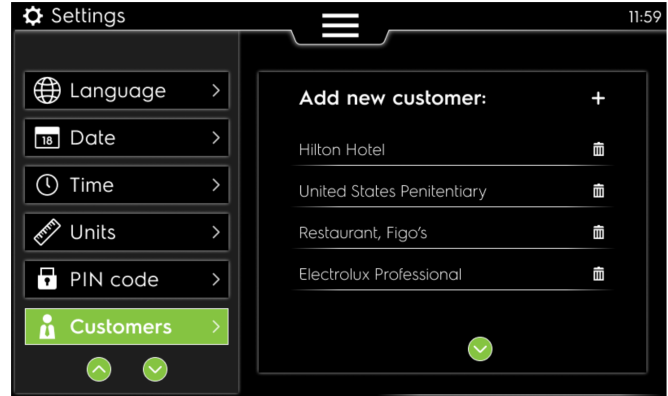 Settings
11:59
Language
18
Date
Time
Units
PIN code
Customers
Add new customer:
Hilton Hotel
United States Penitentiary
Restaurant, Figo's
Electrolux Professional